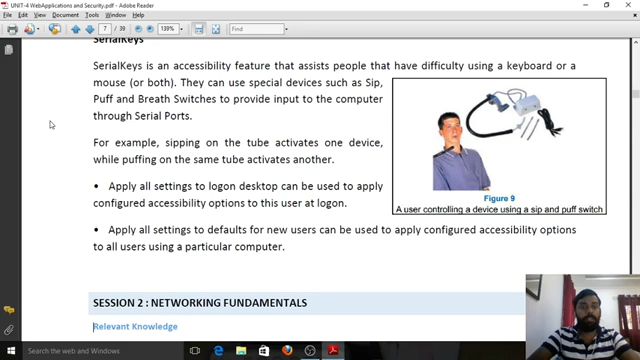 UNIT-4 WebApplications and Security.pdf - Adobe Reader
File Edit View Document Tools Window Help
7 / 39 139% Find
SerialKeys
SerialKeys is an accessibility feature that assists people that have difficulty using a keyboard or a
mouse (or both). They can use special devices such as Sip,
Puff and Breath Switches to provide input to the computer
through Serial Ports.
For example, sipping on the tube activates one device,
while puffing on the same tube activates another.
• Apply all settings to logon desktop can be used to apply
configured accessibility options to this user at logon.
Figure 9
A user controlling a device using a sip and puff switch
• Apply all settings to defaults for new users can be used to apply configured accessibility options
to all users using a particular computer.
SESSION 2 : NETWORKING FUNDAMENTALS
Relevant Knowledge
Search the web and Windows